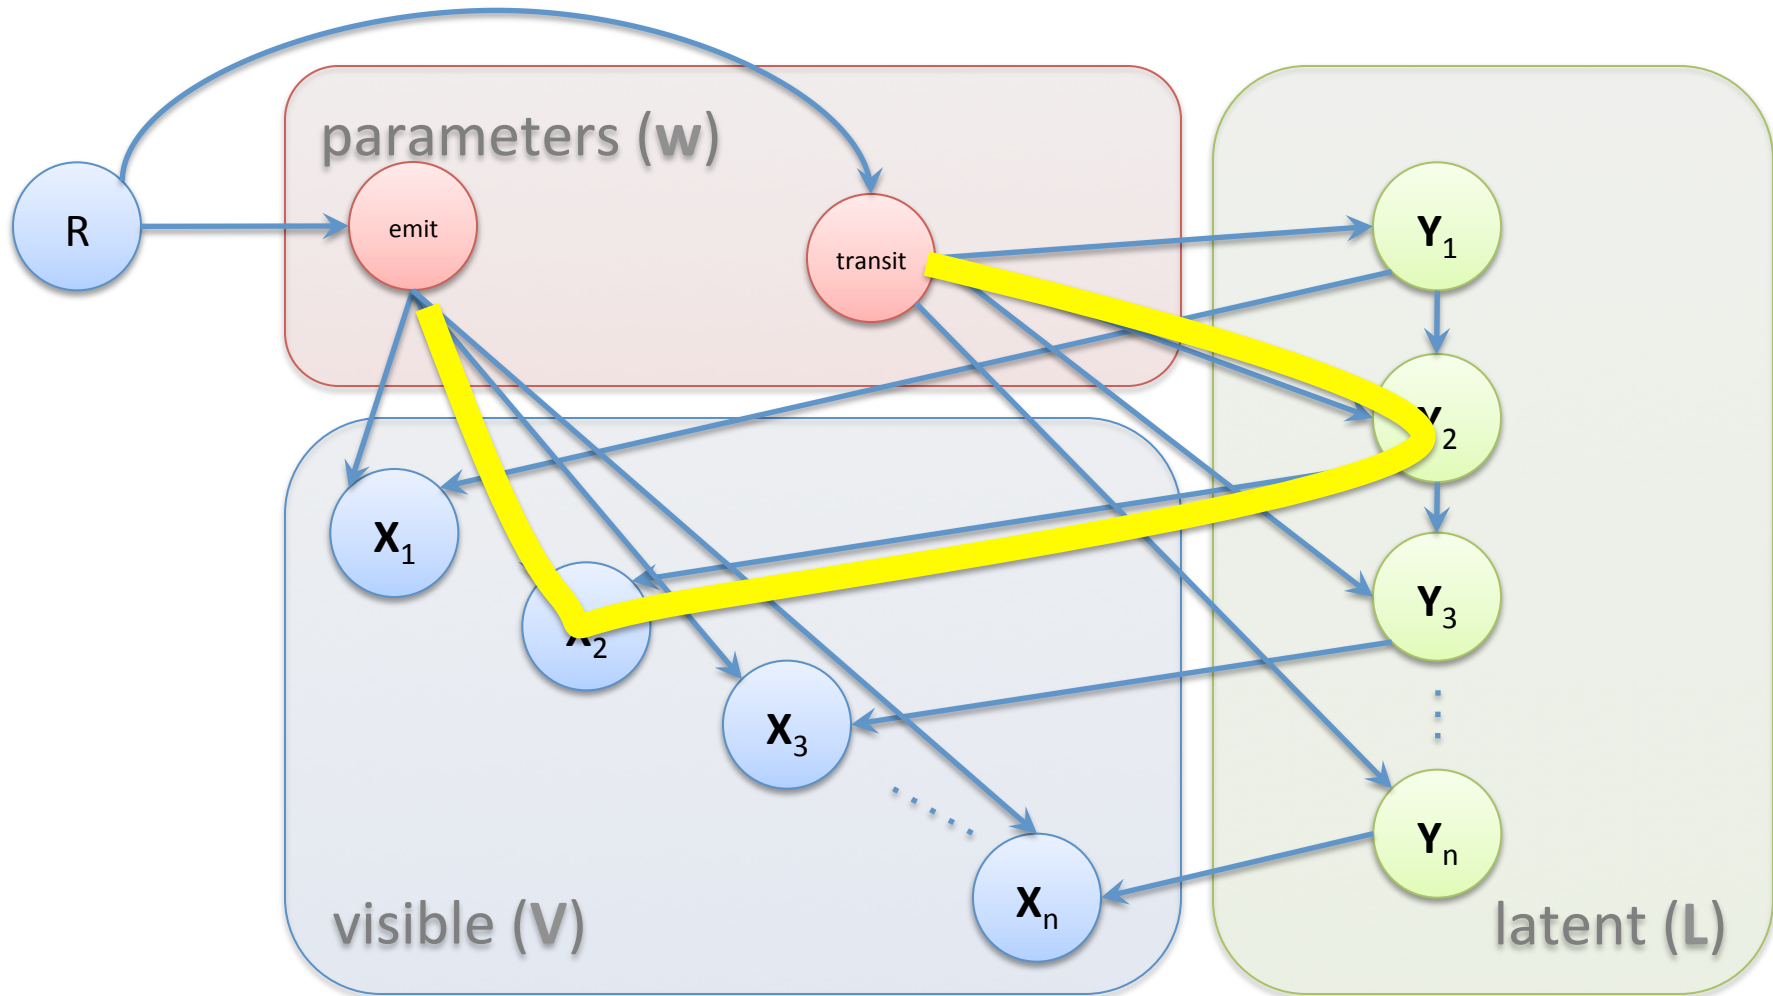 parameters (w)
R
emit
transit
Y1
Y2
X1
Y3
X2
X3
Yn
Xn
visible (V)
latent (L)